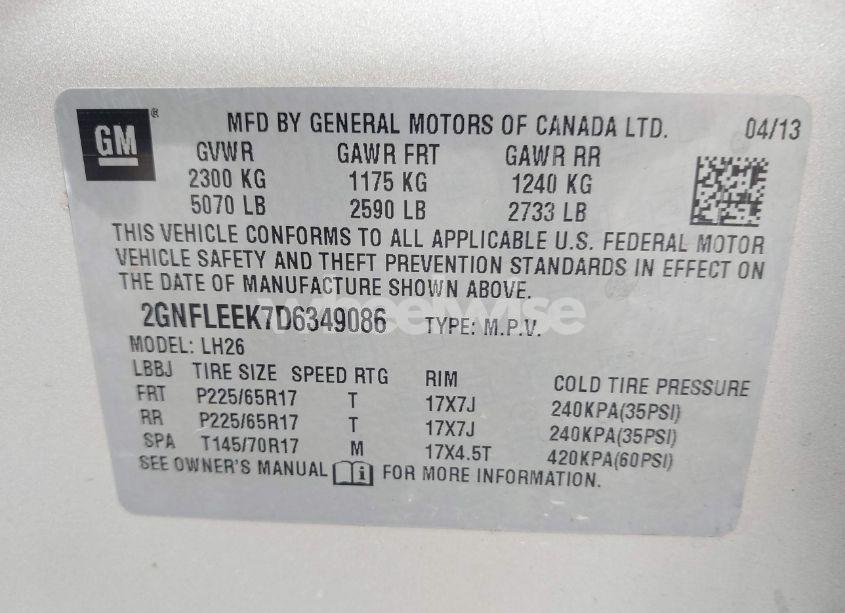 GM ®
MFD BY GENERAL MOTORS OF CANADA LTD. 04/13
GVWR GAWR FRT GAWR RR
2300 KG 1175 KG 1240 KG
5070 LB 2590 LB 2733 LB
THIS VEHICLE CONFORMS TO ALL APPLICABLE U.S. FEDERAL MOTOR
VEHICLE SAFETY AND THEFT PREVENTION STANDARDS IN EFFECT ON
THE DATE OF MANUFACTURE SHOWN ABOVE.
wheelwise
2GNFLEEK7D6349086 TYPE: M.P.V.
MODEL: LH26
LBBJ TIRE SIZE SPEED RTG RIM COLD TIRE PRESSURE
FRT P225/65R17 T 17X7J 240KPA(35PSI)
RR P225/65R17 T 17X7J 240KPA(35PSI)
SPA T145/70R17 M 17X4.5T 420KPA(60PSI)
SEE OWNER'S MANUAL i FOR MORE INFORMATION.